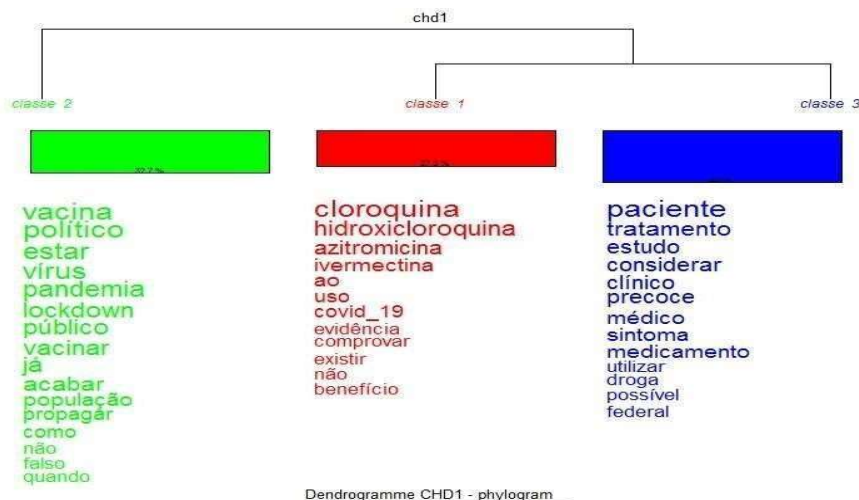 chd1
classe 2
classe 1
classe 3
vacina
político
estar
vírus
pandemia
lockdown
público
vacinar
já
acabar
população
propagar
como
não
falso
quando
cloroquina
hidroxicloroquina
azitromicina
ivermectina
ao
uso
covid_19
evidência
comprovar
existir
não
benefício
paciente
tratamento
estudo
considerar
clínico
precoce
médico
sintoma
medicamento
utilizar
droga
possível
federal
Dendrogramme CHD1 - phylogram